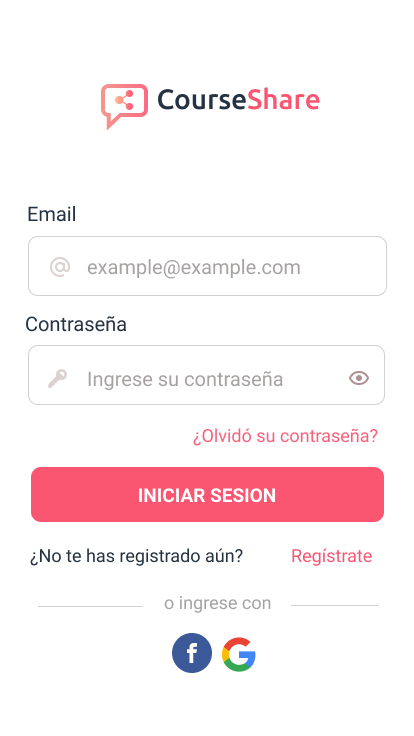 CourseShare
Email
example@example.com
Contraseña
Ingrese su contraseña
¿Olvidó su contraseña?
INICIAR SESION
¿No te has registrado aún? Regístrate
o ingrese con